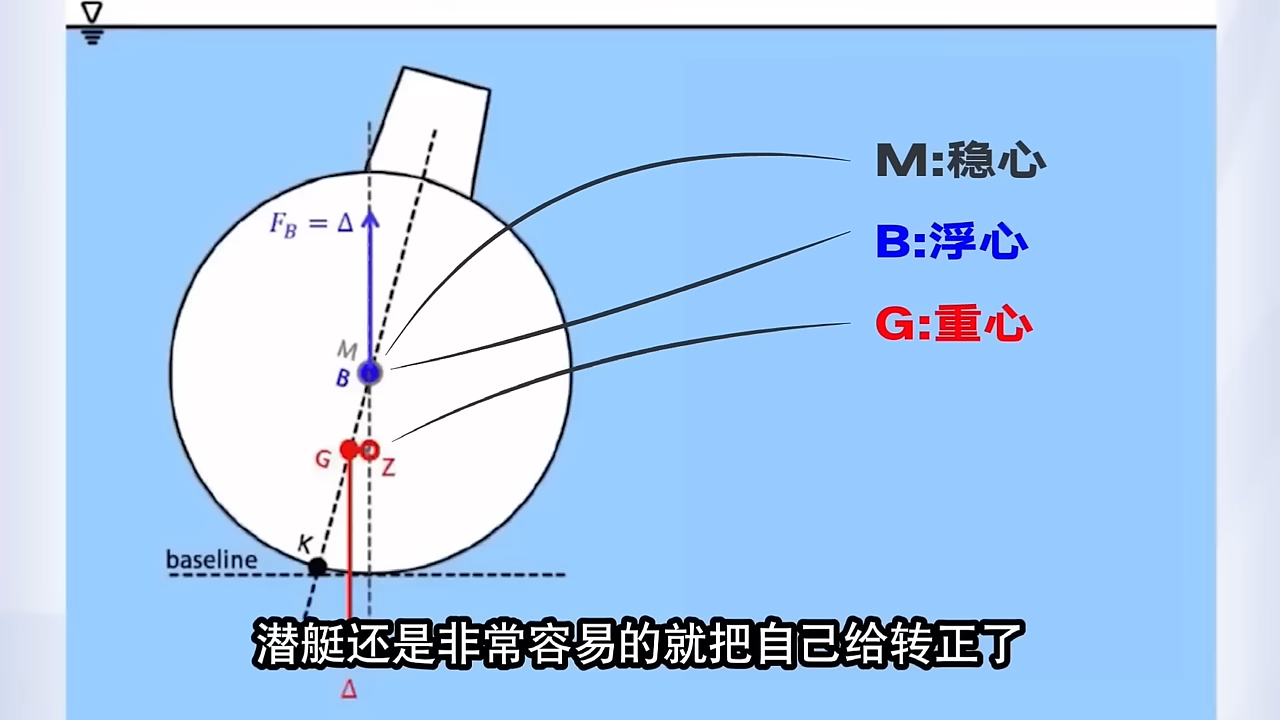 M:稳心
F_B = Δ
B:浮心
G:重心
M
B
G
Z
K
baseline
潜艇还是非常容易的就把自己给转正了
Δ